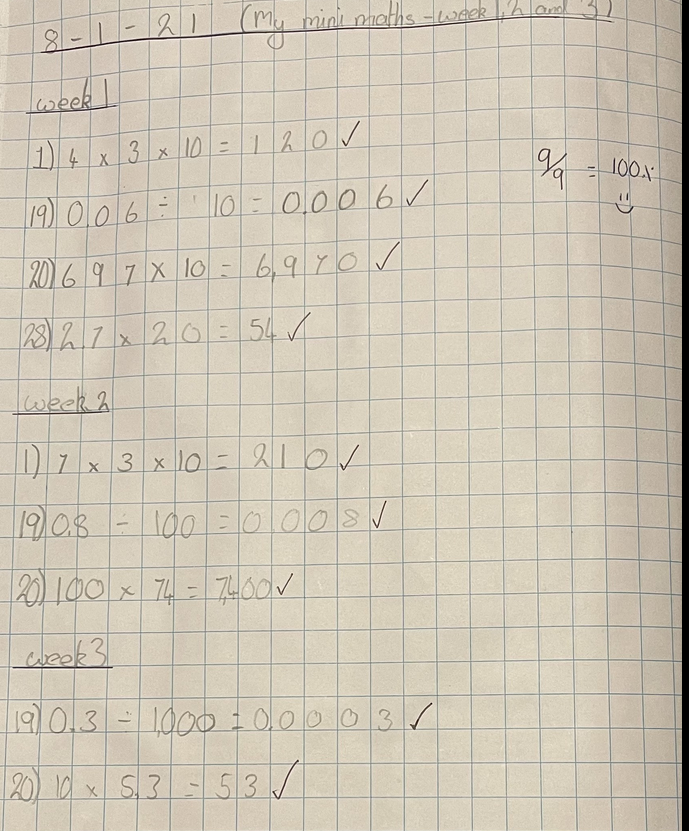 8-1-21 (My mini maths - week 1, 2 and 3)
week 1
1) 4 × 3 × 10 = 120 ✓
9/9 = 100%
19) 0.06 ÷ 10 = 0.006 ✓
20) 697 × 10 = 6,970 ✓
28) 27 × 20 = 54 ✓
week 2
1) 7 × 3 × 10 = 210 ✓
19) 0.8 ÷ 100 = 0.008 ✓
20) 100 × 74 = 7,400 ✓
week 3
19) 0.3 ÷ 1,000 = 0.0003 ✓
20) 10 × 5.3 = 53 ✓